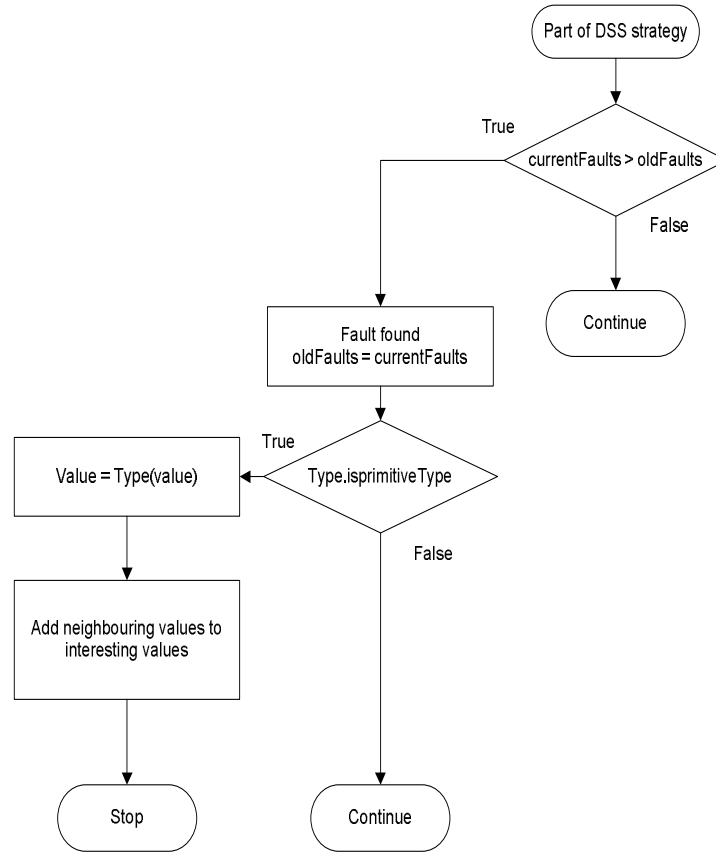 Part of DSS strategy
True
currentFaults > oldFaults
False
Continue
Fault found
oldFaults = currentFaults
True
Value = Type(value)
Type.isprimitiveType
False
Add neighbouring values to
interesting values
Stop
Continue